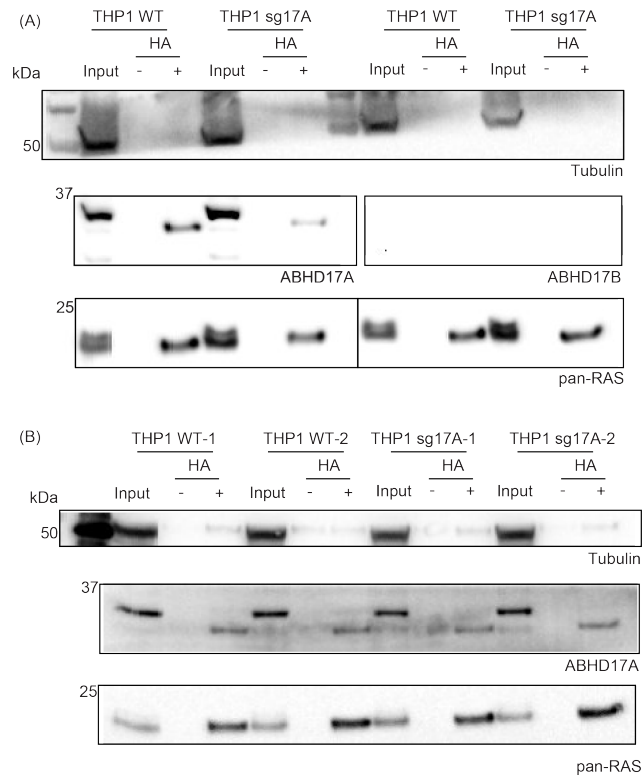 (A)
THP1 WT THP1 sg17A THP1 WT THP1 sg17A
HA HA HA HA
kDa Input - + Input - + Input - + Input - +
50
Tubulin
37
ABHD17A ABHD17B
25
pan-RAS
(B)
THP1 WT-1 THP1 WT-2 THP1 sg17A-1 THP1 sg17A-2
HA HA HA HA
kDa Input - + Input - + Input - + Input - +
50
Tubulin
37
ABHD17A
25
pan-RAS